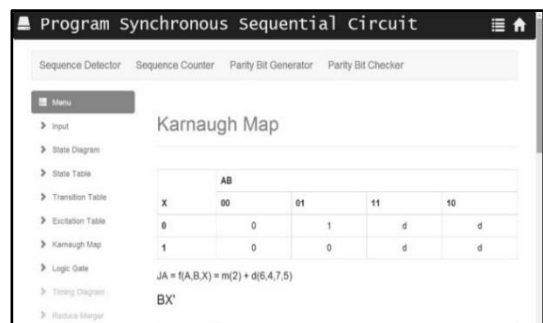 Program Synchronous Sequential Circuit
Sequence Detector Sequence Counter Parity Bit Generator Parity Bit Checker
Menu
Input
State Diagram
State Table
Transition Table
Excitation Table
Karnaugh Map
Logic Gate
Timing Diagram
Reduce Merger
Karnaugh Map
AB
X 00 01 11 10
0 0 1 d d
1 0 0 d d
JA = f(A,B,X) = m(2) + d(6,4,7,5)
BX'